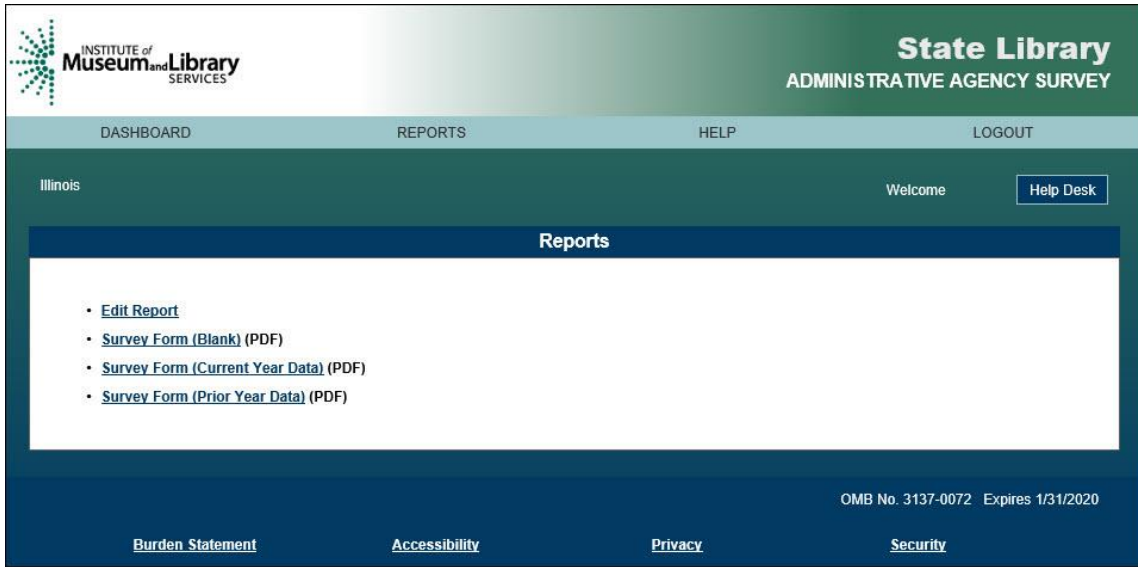 INSTITUTE of
Museum and Library
SERVICES
State Library
ADMINISTRATIVE AGENCY SURVEY
DASHBOARD REPORTS HELP LOGOUT
Illinois Welcome Help Desk
Reports
• Edit Report
• Survey Form (Blank) (PDF)
• Survey Form (Current Year Data) (PDF)
• Survey Form (Prior Year Data) (PDF)
OMB No. 3137-0072 Expires 1/31/2020
Burden Statement Accessibility Privacy Security